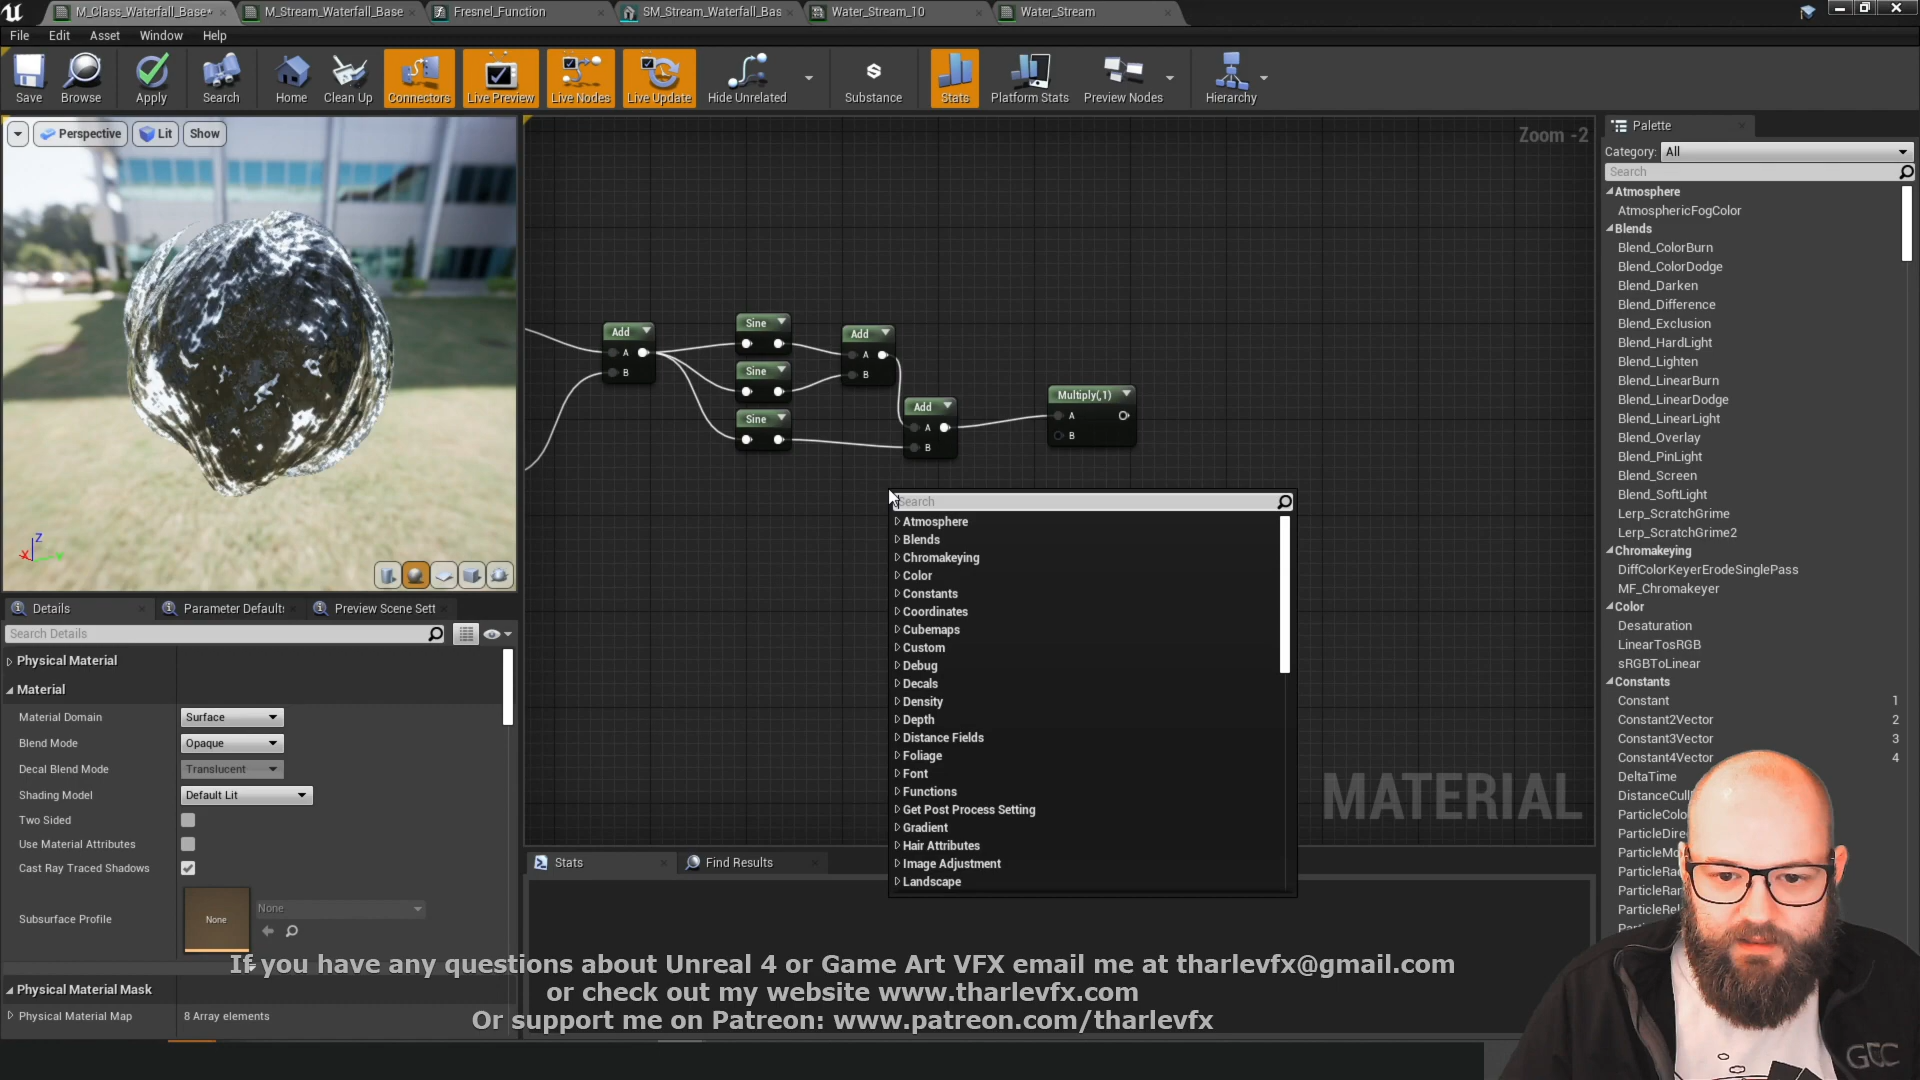 M_Class_Waterfall_Base*
M_Stream_Waterfall_Base
Fresnel_Function
SM_Stream_Waterfall_Bas
Water_Stream_10
Water_Stream
File
Edit
Asset
Window
Help
Save
Browse
Apply
Search
Home
Clean Up
Connectors
Live Preview
Live Nodes
Live Update
Hide Unrelated
Substance
Stats
Platform Stats
Preview Nodes
Hierarchy
Perspective
Lit
Show
Z
X
Y
Zoom -2
Add
A
B
Sine
Sine
Sine
Add
A
B
Add
A
B
Multiply(,1)
A
B
MATERIAL
Search
Atmosphere
Blends
Chromakeying
Color
Constants
Coordinates
Cubemaps
Custom
Debug
Decals
Density
Depth
Distance Fields
Foliage
Font
Functions
Get Post Process Setting
Gradient
Hair Attributes
Image Adjustment
Landscape
Stats
Find Results
Details
Parameter Defaults
Preview Scene Sett
Search Details
Physical Material
Material
Material Domain
Surface
Blend Mode
Opaque
Decal Blend Mode
Translucent
Shading Model
Default Lit
Two Sided
Use Material Attributes
Cast Ray Traced Shadows
Subsurface Profile
None
None
Physical Material Mask
Physical Material Map
8 Array elements
Palette
Category:
All
Search
Atmosphere
AtmosphericFogColor
Blends
Blend_ColorBurn
Blend_ColorDodge
Blend_Darken
Blend_Difference
Blend_Exclusion
Blend_HardLight
Blend_Lighten
Blend_LinearBurn
Blend_LinearDodge
Blend_LinearLight
Blend_Overlay
Blend_PinLight
Blend_Screen
Blend_SoftLight
Lerp_ScratchGrime
Lerp_ScratchGrime2
Chromakeying
DiffColorKeyerErodeSinglePass
MF_Chromakeyer
Color
Desaturation
LinearTosRGB
sRGBToLinear
Constants
Constant 1
Constant2Vector 2
Constant3Vector 3
Constant4Vector 4
DeltaTime
DistanceCull
ParticleColo
ParticleDire
ParticleMo
ParticleRad
ParticleRan
ParticleRel
If you have any questions about Unreal 4 or Game Art VFX email me at tharlevfx@gmail.com
or check out my website www.tharlevfx.com
Or support me on Patreon: www.patreon.com/tharlevfx